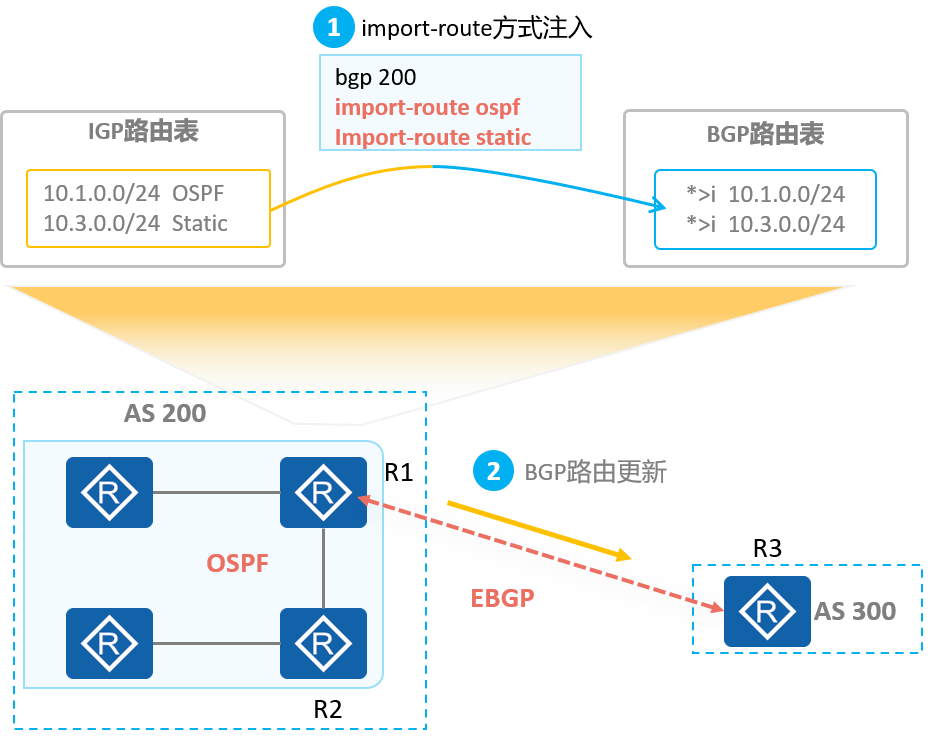 1 import-route方式注入
bgp 200
import-route ospf
Import-route static
IGP路由表
10.1.0.0/24 OSPF
10.3.0.0/24 Static
BGP路由表
*>i 10.1.0.0/24
*>i 10.3.0.0/24
AS 200
R
R
R1
2 BGP路由更新
OSPF
EBGP
R3
R
AS 300
R
R
R2